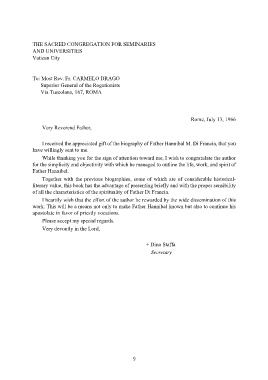 THE SACRED CONGREGATION FOR SEMINARIES
AND UNIVERSITIES
Vatican City
To: Most Rev. Fr. CARMELO DRAGO
Superior General of the Rogationists
Via Tuscolana, 167, ROMA
Rome, July 13, 1966
Very Reverend Father,
I received the appreciated gift of the biography of Father Hannibal M. Di Francia, that you
have willingly sent to me.
While thanking you for the sign of attention toward me, I wish to congratulate the author
for the simplicity and objectivity with which he managed to outline the life, work, and spirit of
Father Hannibal.
Together with the previous biographies, some of which are of considerable historical-
literary value, this book has the advantage of presenting briefly and with the proper sensibility
of all the characteristics of the spirituality of Father Di Francia.
I heartily wish that the effort of the author be rewarded by the wide dissemination of this
work. This will be a means not only to make Father Hannibal known but also to continue his
apostolate in favor of priestly vocations.
Please accept my special regards.
Very devoutly in the Lord,
+ Dino Staffa
Secretary
9